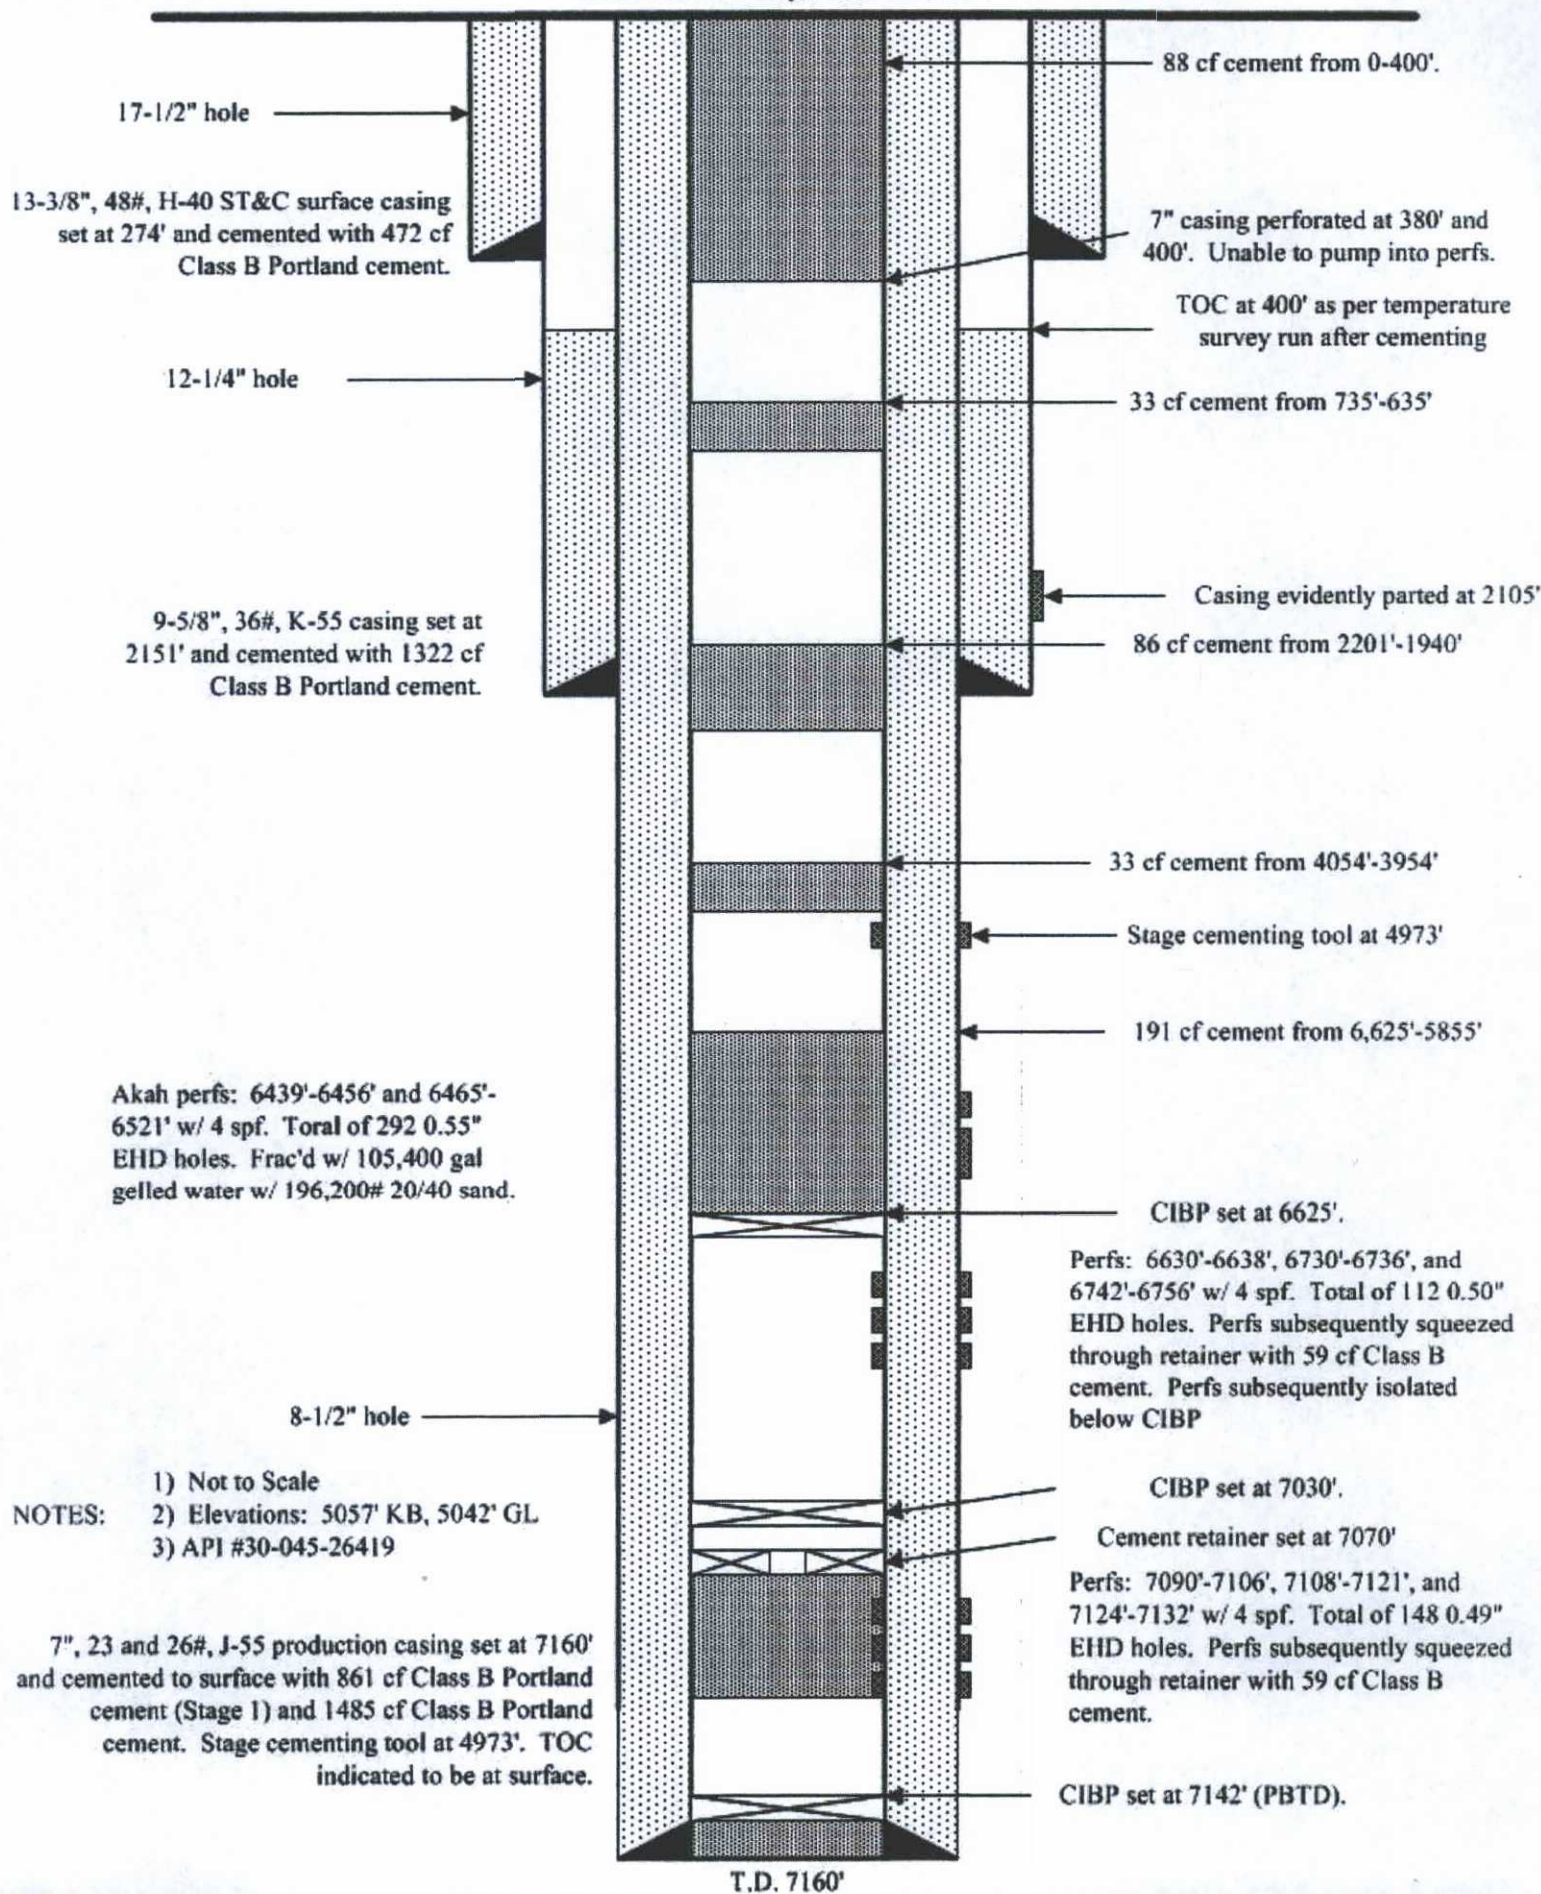 88 cf cement from 0-400'.
17-1/2" hole
13-3/8", 48#, H-40 ST&C surface casing
set at 274' and cemented with 472 cf
Class B Portland cement.
7" casing perforated at 380' and
400'. Unable to pump into perfs.
TOC at 400' as per temperature
survey run after cementing
12-1/4" hole
33 cf cement from 735'-635'
Casing evidently parted at 2105'
9-5/8", 36#, K-55 casing set at
2151' and cemented with 1322 cf
Class B Portland cement.
86 cf cement from 2201'-1940'
33 cf cement from 4054'-3954'
Stage cementing tool at 4973'
191 cf cement from 6,625'-5855'
Akah perfs: 6439'-6456' and 6465'-
6521' w/ 4 spf. Toral of 292 0.55"
EHD holes. Frac'd w/ 105,400 gal
gelled water w/ 196,200# 20/40 sand.
CIBP set at 6625'.
Perfs: 6630'-6638', 6730'-6736', and
6742'-6756' w/ 4 spf. Total of 112 0.50"
EHD holes. Perfs subsequently squeezed
through retainer with 59 cf Class B
cement. Perfs subsequently isolated
below CIBP
8-1/2" hole
NOTES:
1) Not to Scale
2) Elevations: 5057' KB, 5042' GL
3) API #30-045-26419
CIBP set at 7030'.
Cement retainer set at 7070'
Perfs: 7090'-7106', 7108'-7121', and
7124'-7132' w/ 4 spf. Total of 148 0.49"
EHD holes. Perfs subsequently squeezed
through retainer with 59 cf Class B
cement.
7", 23 and 26#, J-55 production casing set at 7160'
and cemented to surface with 861 cf Class B Portland
cement (Stage 1) and 1485 cf Class B Portland
cement. Stage cementing tool at 4973'. TOC
indicated to be at surface.
CIBP set at 7142' (PBTD).
T.D. 7160'